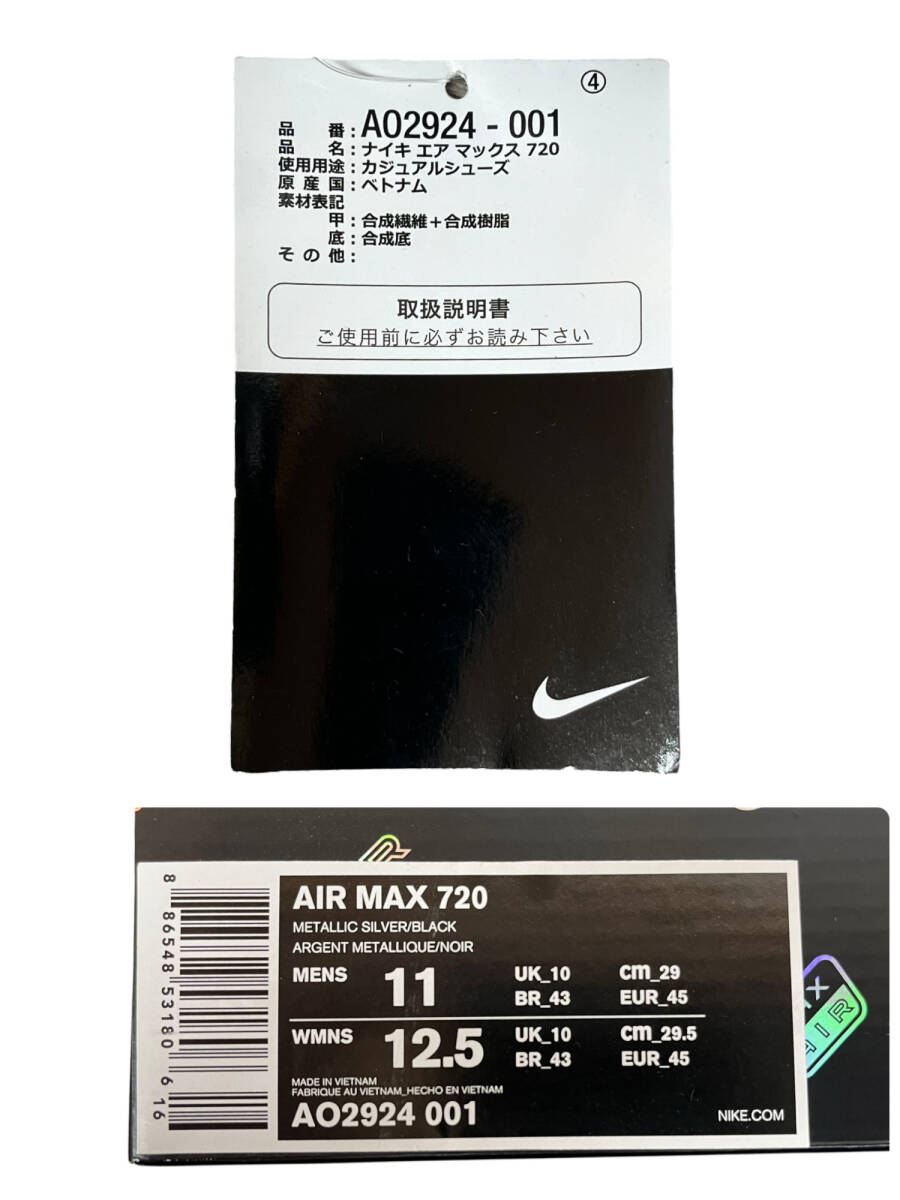 ④
品番：AO2924 - 001
品名：ナイキ エア マックス 720
使用用途：カジュアルシューズ
原産国：ベトナム
素材表記
甲：合成繊維＋合成樹脂
底：合成底
その他：
取扱説明書
ご使用前に必ずお読み下さい
8 86548 53180 6 16
AIR MAX 720
METALLIC SILVER/BLACK
ARGENT METALLIQUE/NOIR
MENS 11 UK_10 cm_29
BR_43 EUR_45
WMNS 12.5 UK_10 cm_29.5
BR_43 EUR_45
MADE IN VIETNAM
FABRIQUE AU VIETNAM_HECHO EN VIETNAM
AO2924 001
NIKE.COM
AIR